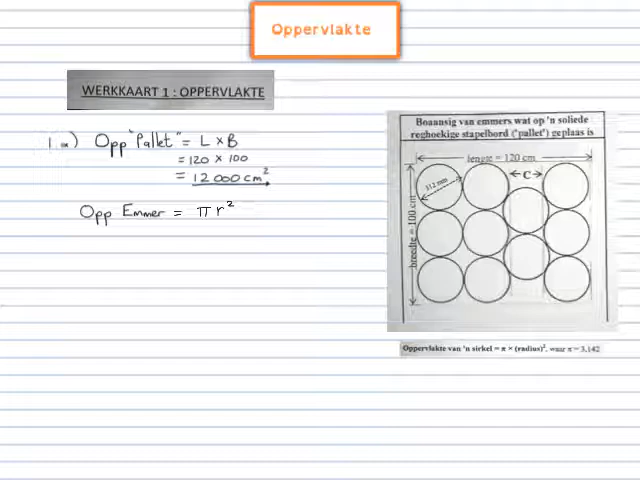 Oppervlakte
WERKKAART 1 : OPPERVLAKTE
1. a) Opp "Pallet" = L × B
= 120 × 100
= 12 000 cm²
Opp Emmer = πr²
Boaansig van emmers wat op 'n soliede
reghoekige stapelbord ('pallet') geplaas is
lengte = 120 cm
C
312 mm
breedte = 100 cm
Oppervlakte van 'n sirkel = π × (radius)², waar π = 3,142